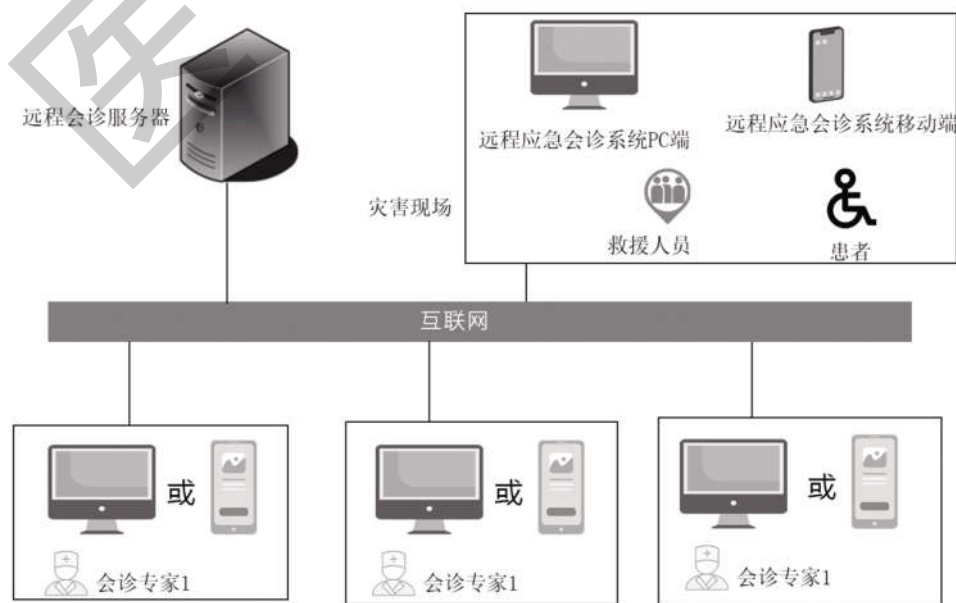 医
远程会诊服务器
远程应急会诊系统PC端
远程应急会诊系统移动端
灾害现场
救援人员
患者
互联网
或
或
或
会诊专家1
会诊专家1
会诊专家1